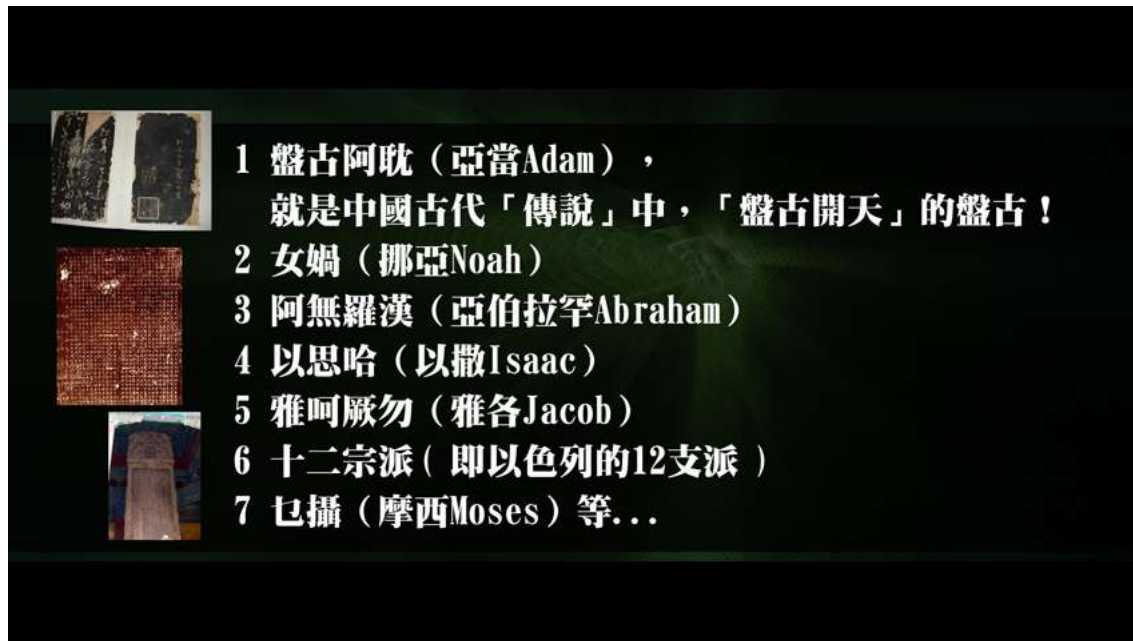 1 盤古阿耽（亞當Adam），
就是中國古代「傳說」中，「盤古開天」的盤古！
2 女媧（挪亞Noah）
3 阿無羅漢（亞伯拉罕Abraham）
4 以思哈（以撒Isaac）
5 雅呵厥勿（雅各Jacob）
6 十二宗派（即以色列的12支派）
7 乜攝（摩西Moses）等...